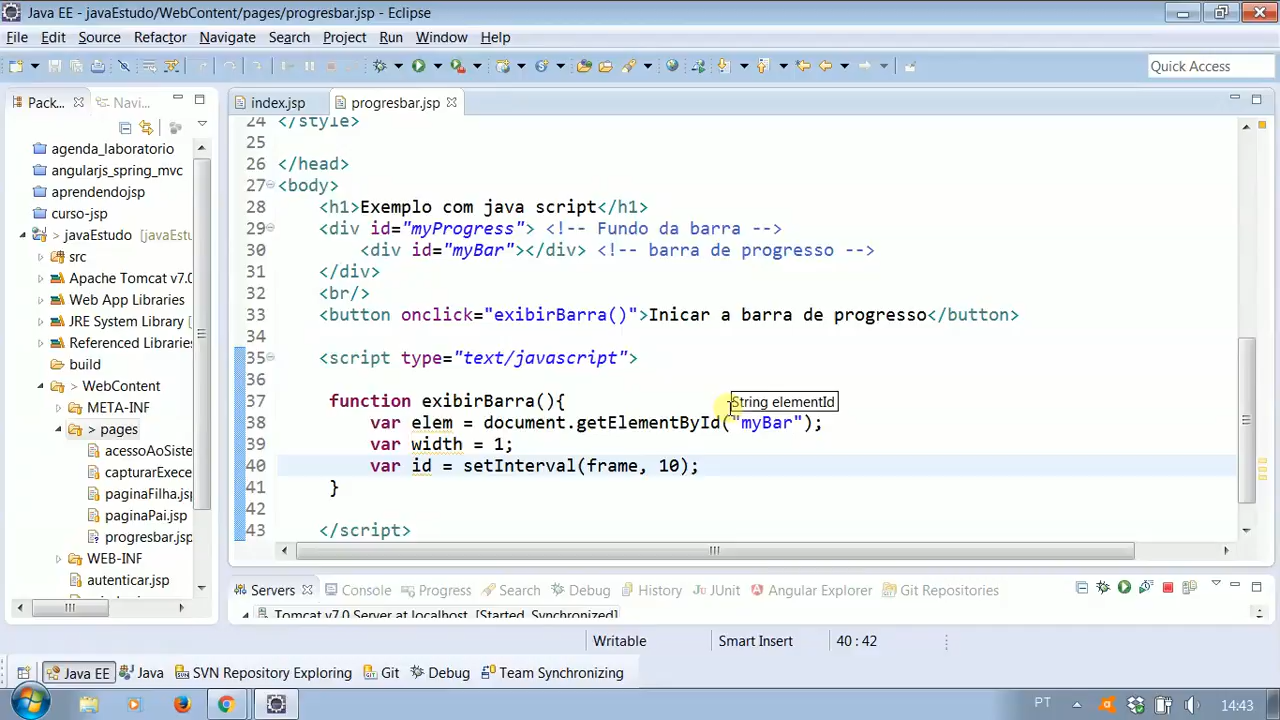 Java EE - javaEstudo/WebContent/pages/progresbar.jsp - Eclipse
File Edit Source Refactor Navigate Search Project Run Window Help
Quick Access
Pack... Navi...
index.jsp progresbar.jsp
agenda_laboratorio
angularjs_spring_mvc
aprendendojsp
curso-jsp
> javaEstudo [javaEstu
> src
Apache Tomcat v7.0
Web App Libraries
JRE System Library
Referenced Libraries
build
> WebContent
META-INF
> pages
acessoAoSiste
capturarExece
paginaFilha.jsp
paginaPai.jsp
progresbar.jsp
WEB-INF
autenticar.jsp
24 </style>
25
26 </head>
27 <body>
28 <h1>Exemplo com java script</h1>
29 <div id="myProgress"> <!-- Fundo da barra -->
30 <div id="myBar"></div> <!-- barra de progresso -->
31 </div>
32 <br/>
33 <button onclick="exibirBarra()">Inicar a barra de progresso</button>
34
35 <script type="text/javascript">
36
37 function exibirBarra(){
String elementId
38 var elem = document.getElementById("myBar");
39 var width = 1;
40 var id = setInterval(frame, 10);
41 }
42
43 </script>
Servers Console Progress Search Debug History JUnit Angular Explorer Git Repositories
Tomcat v7.0 Server at localhost [Started, Synchronized]
Writable Smart Insert 40 : 42
Java EE Java SVN Repository Exploring Git Debug Team Synchronizing
PT 14:43